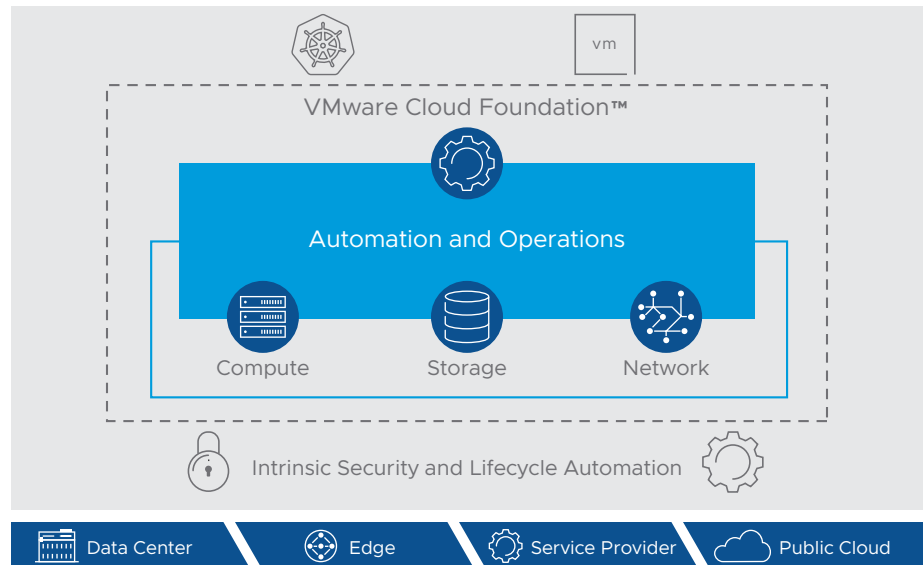 vm
VMware Cloud Foundation™
Automation and Operations
Compute
Storage
Network
Intrinsic Security and Lifecycle Automation
Data Center
Edge
Service Provider
Public Cloud